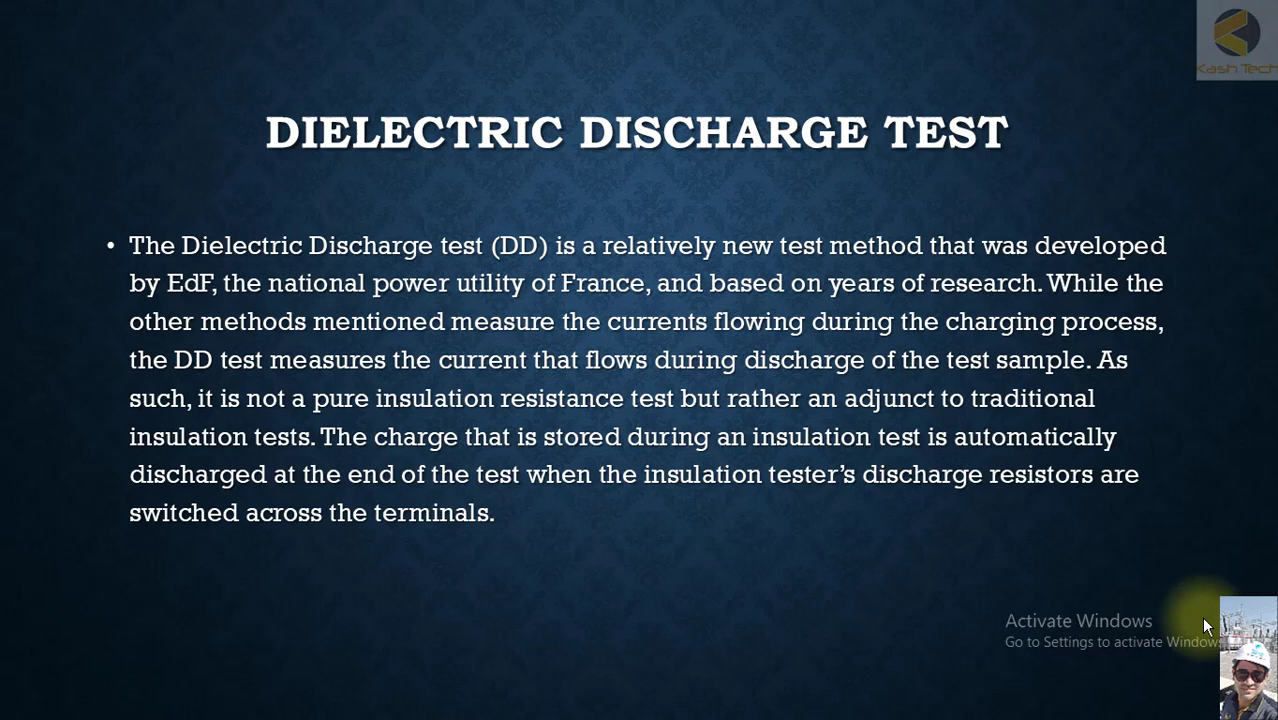 Kash Tech
DIELECTRIC DISCHARGE TEST
• The Dielectric Discharge test (DD) is a relatively new test method that was developed
by EdF, the national power utility of France, and based on years of research. While the
other methods mentioned measure the currents flowing during the charging process,
the DD test measures the current that flows during discharge of the test sample. As
such, it is not a pure insulation resistance test but rather an adjunct to traditional
insulation tests. The charge that is stored during an insulation test is automatically
discharged at the end of the test when the insulation tester’s discharge resistors are
switched across the terminals.
Activate Windows
Go to Settings to activate Windows